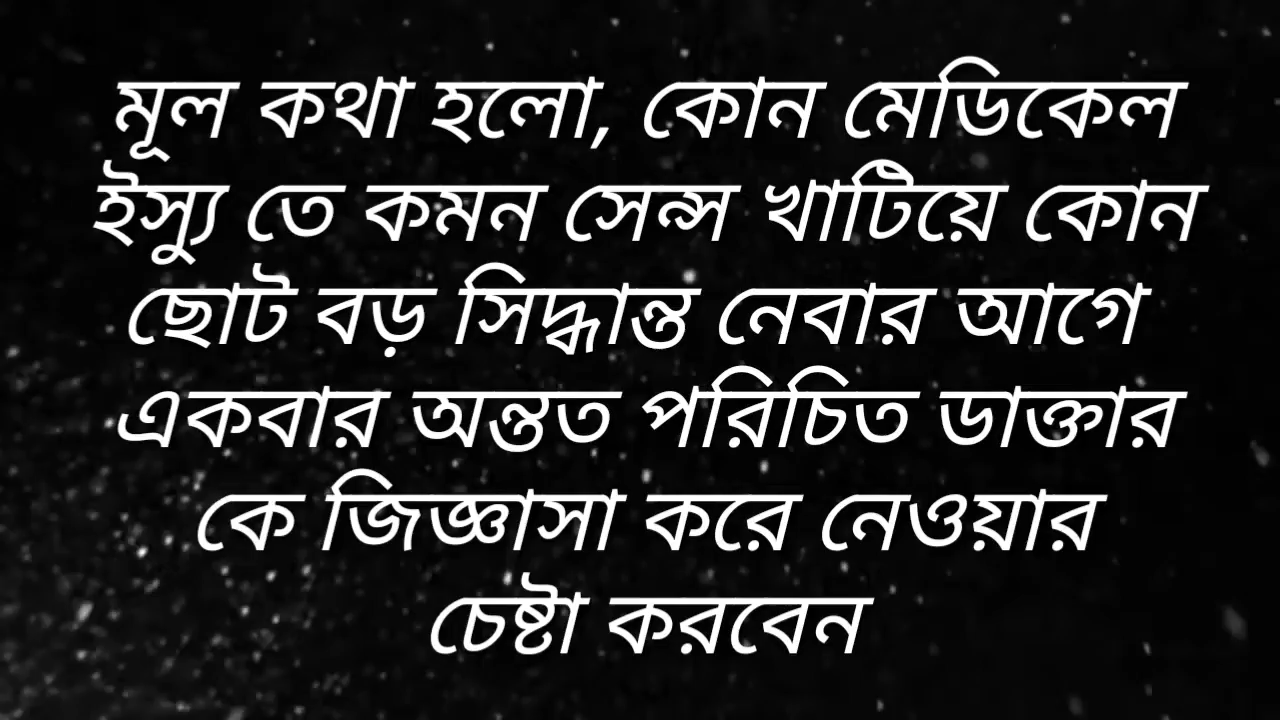 মূল কথা হলো, কোন মেডিকেল
ইস্যু তে কমন সেন্স খাটিয়ে কোন
ছোট বড় সিদ্ধান্ত নেবার আগে
একবার অন্তত পরিচিত ডাক্তার
কে জিজ্ঞাসা করে নেওয়ার
চেষ্টা করবেন